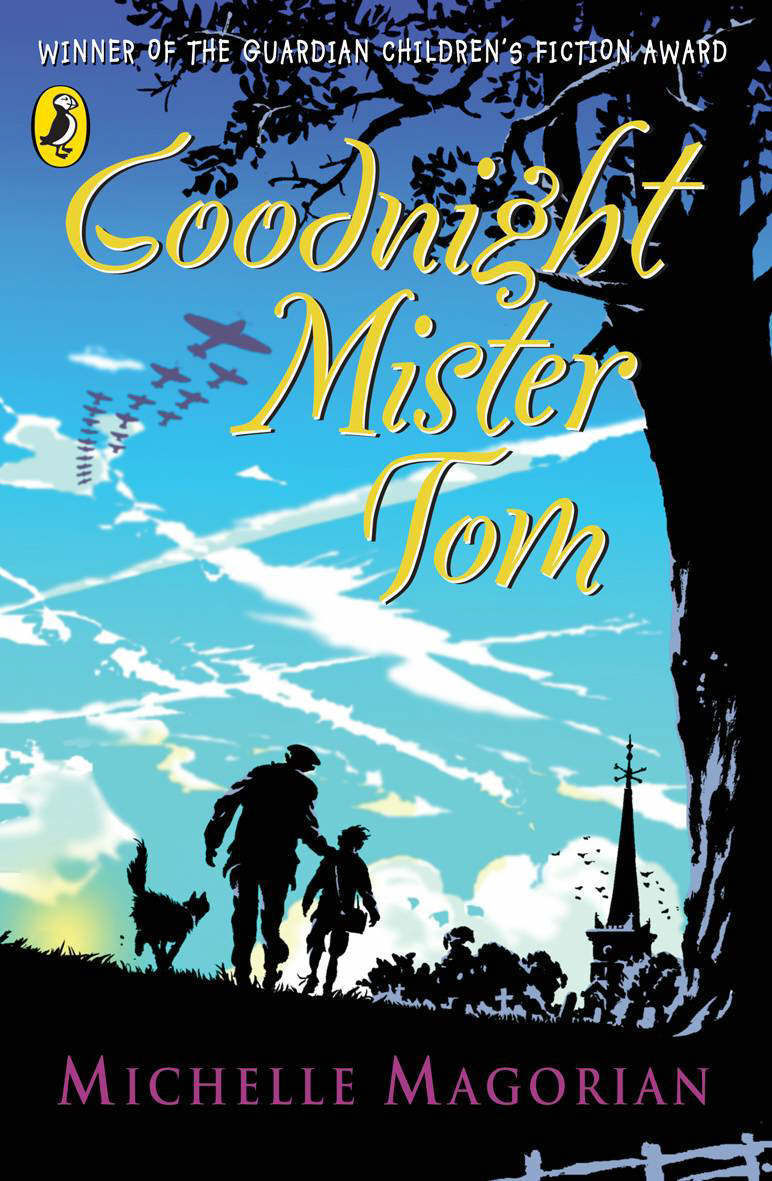 WINNER OF THE GUARDIAN CHILDREN'S FICTION AWARD
Goodnight
Mister
Tom
MICHELLE MAGORIAN